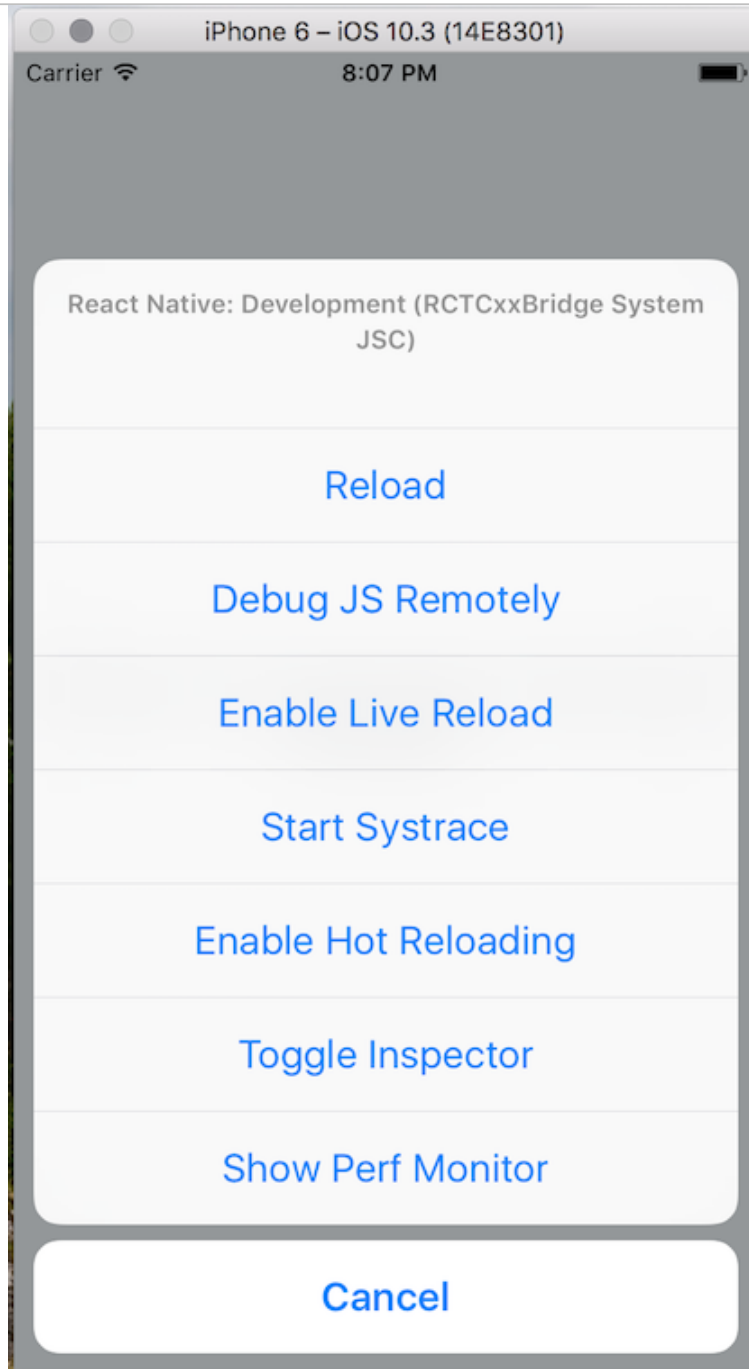 iPhone 6 – iOS 10.3 (14E8301)
Carrier 8:07 PM
React Native: Development (RCTCxxBridge System
JSC)
Reload
Debug JS Remotely
Enable Live Reload
Start Systrace
Enable Hot Reloading
Toggle Inspector
Show Perf Monitor
Cancel